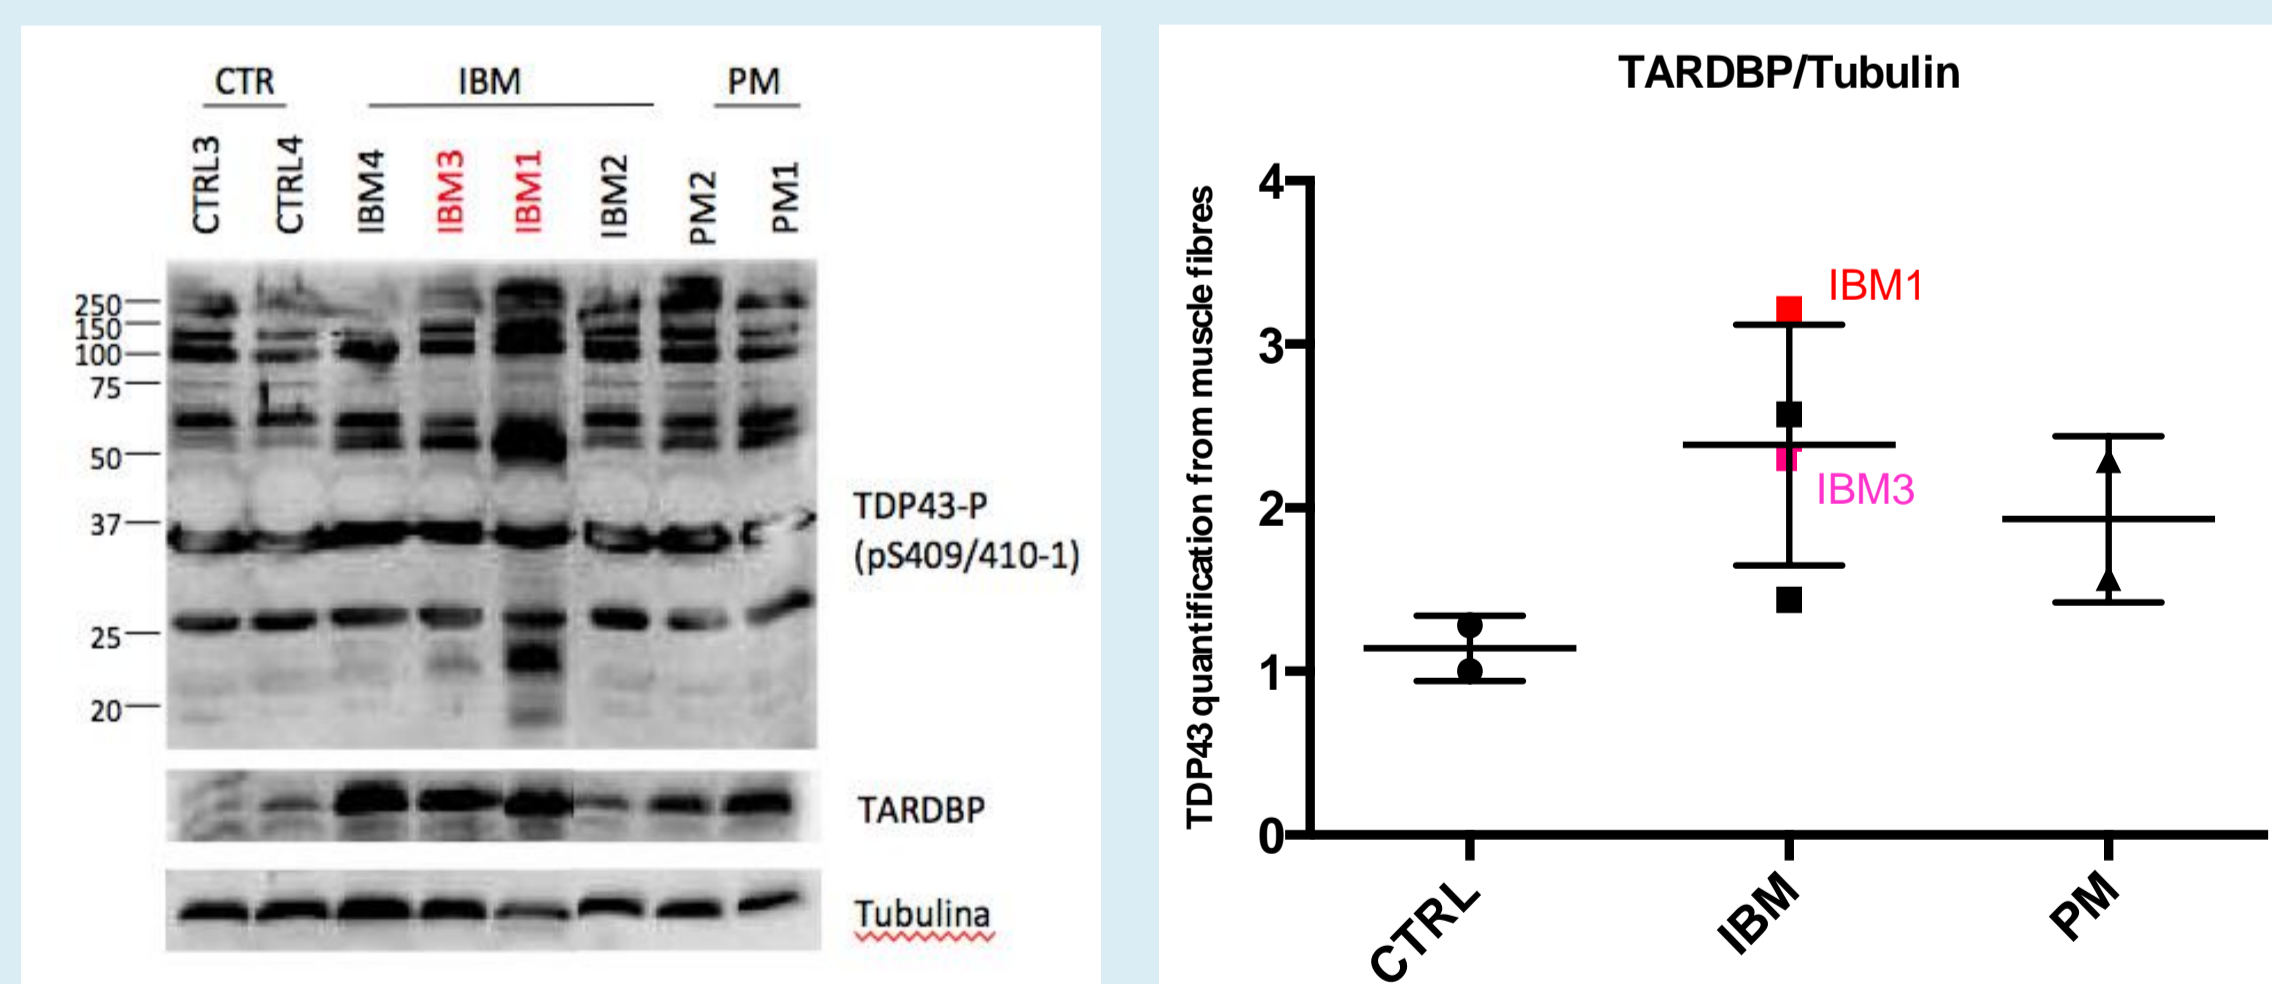 CTR IBM PM
CTRL3 CTRL4 IBM4 IBM3 IBM1 IBM2 PM2 PM1
250
150
100
75
50
37
25
20
TDP43-P
(pS409/410-1)
TARDBP
Tubulina
TARDBP/Tubulin
TDP43 quantification from muscle fibres
4
3
2
1
0
IBM1
IBM3
CTRL IBM PM